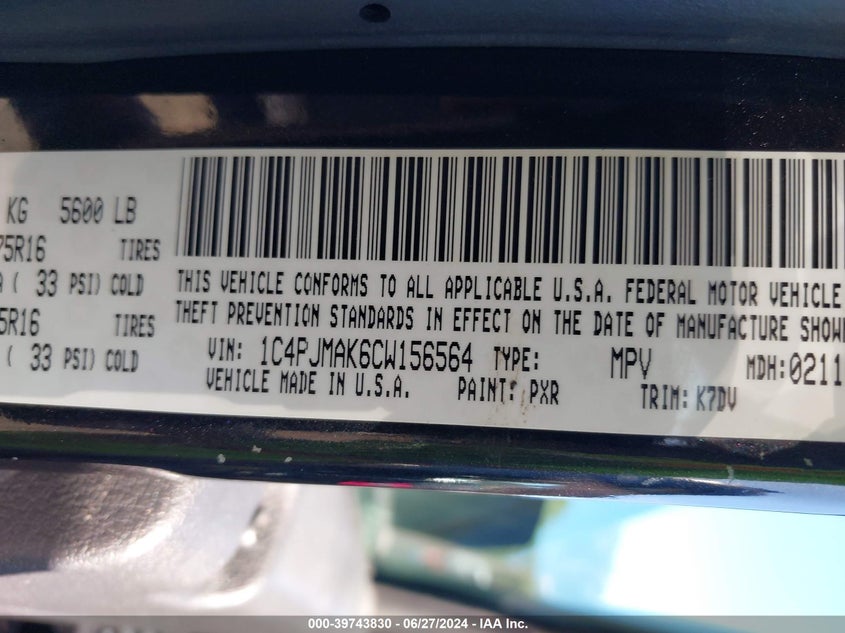 KG 5600 LB
75R16 TIRES
( 33 PSI) COLD
5R16 TIRES
( 33 PSI) COLD
THIS VEHICLE CONFORMS TO ALL APPLICABLE U.S.A. FEDERAL MOTOR VEHICLE
THEFT PREVENTION STANDARDS IN EFFECT ON THE DATE OF MANUFACTURE SHOW
VIN: 1C4PJMAK6CW156564 TYPE: MPV MDH:0211
VEHICLE MADE IN U.S.A. PAINT: PXR TRIM: K7DV
000-39743830 - 06/27/2024 - IAA Inc.